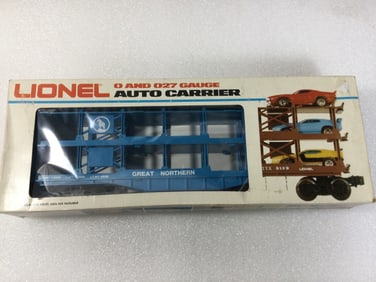 LIONEL
O AND O27 GAUGE
AUTO CARRIER
GREAT NORTHERN
LIONEL